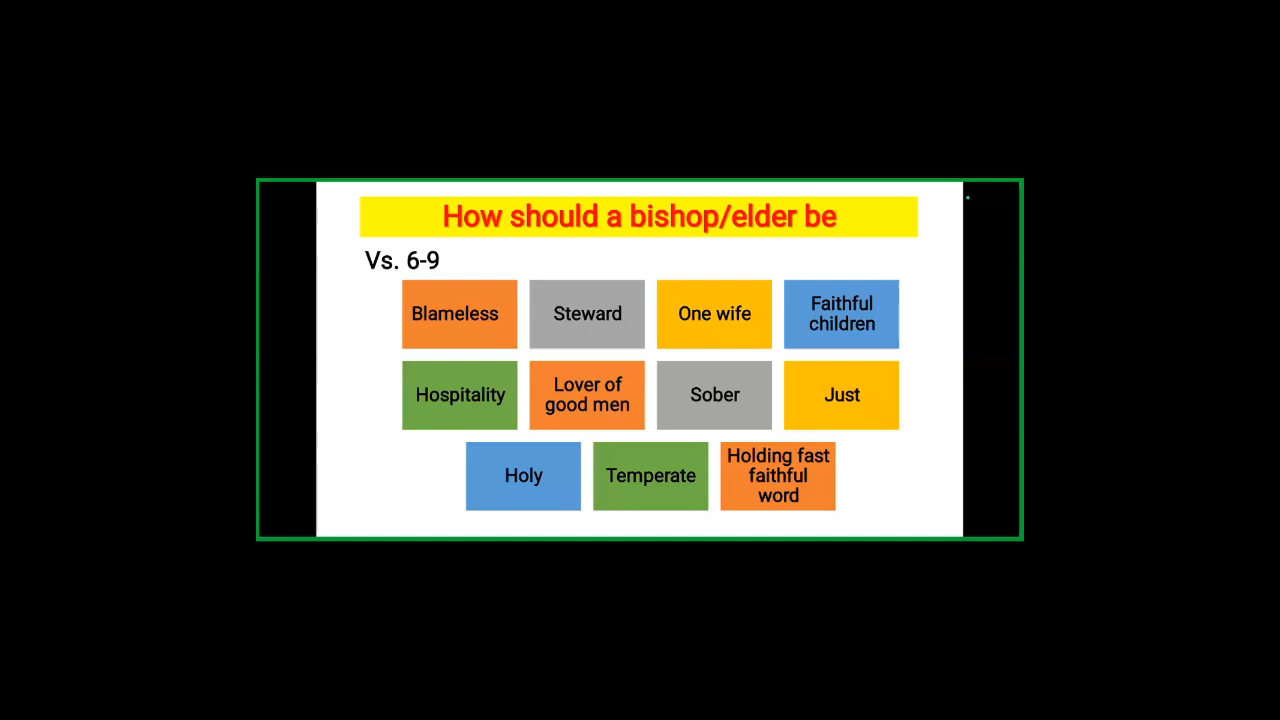 How should a bishop/elder be
Vs. 6-9
Blameless
Steward
One wife
Faithful
children
Hospitality
Lover of
good men
Sober
Just
Holy
Temperate
Holding fast
faithful
word